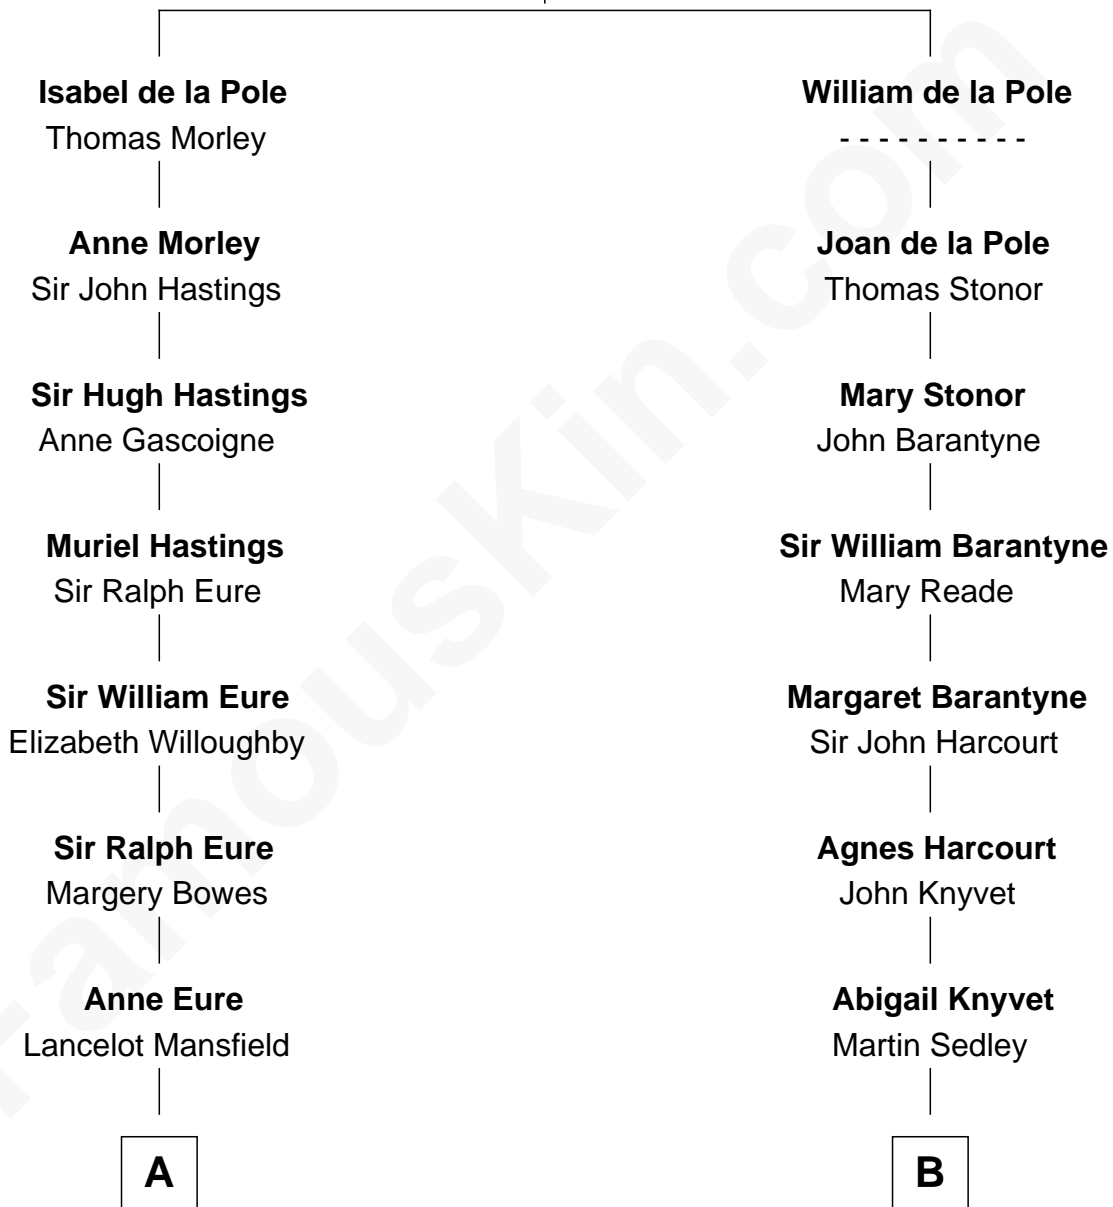 Isabel de la Pole
Thomas Morley
Anne Morley
Sir John Hastings
Sir Hugh Hastings
Anne Gascoigne
Muriel Hastings
Sir Ralph Eure
Sir William Eure
Elizabeth Willoughby
Sir Ralph Eure
Margery Bowes
Anne Eure
Lancelot Mansfield
A
William de la Pole
- - - - - - - - - -
Joan de la Pole
Thomas Stonor
Mary Stonor
John Barantyne
Sir William Barantyne
Mary Reade
Margaret Barantyne
Sir John Harcourt
Agnes Harcourt
John Knyvet
Abigail Knyvet
Martin Sedley
B
FamousKin.com